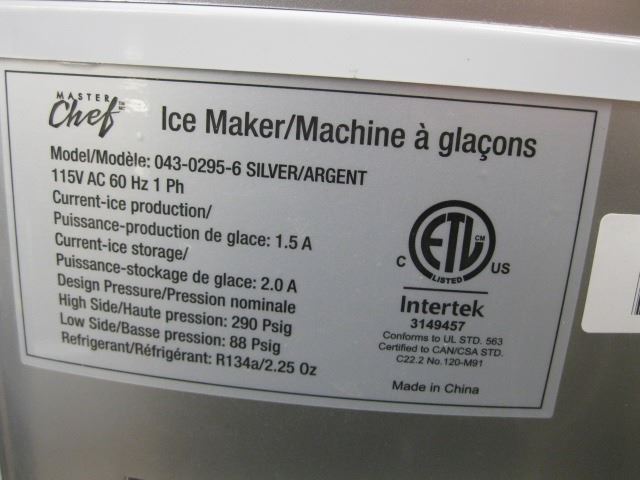 MASTER
Chef
Ice Maker/Machine à glaçons
Model/Modèle: 043-0295-6 SILVER/ARGENT
115V AC 60 Hz 1 Ph
Current-ice production/
Puissance-production de glace: 1.5 A
Current-ice storage/
Puissance-stockage de glace: 2.0 A
Design Pressure/Pression nominale
High Side/Haute pression: 290 Psig
Low Side/Basse pression: 88 Psig
Refrigerant/Réfrigérant: R134a/2.25 Oz
ETL CM
LISTED
C US
Intertek
3149457
Conforms to UL STD. 563
Certified to CAN/CSA STD.
C22.2 No.120-M91
Made in China